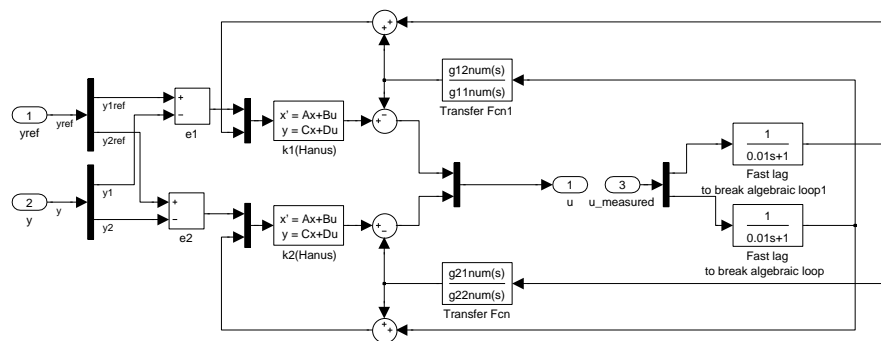 g12num(s)
g11num(s)
Transfer Fcn1
1
yref
yref
y1ref
y2ref
e1
x' = Ax+Bu
y = Cx+Du
k1(Hanus)
2
y
y
y1
y2
e2
x' = Ax+Bu
y = Cx+Du
k2(Hanus)
1
u
3
u_measured
1
0.01s+1
Fast lag
to break algebraic loop1
1
0.01s+1
Fast lag
to break algebraic loop
g21num(s)
g22num(s)
Transfer Fcn